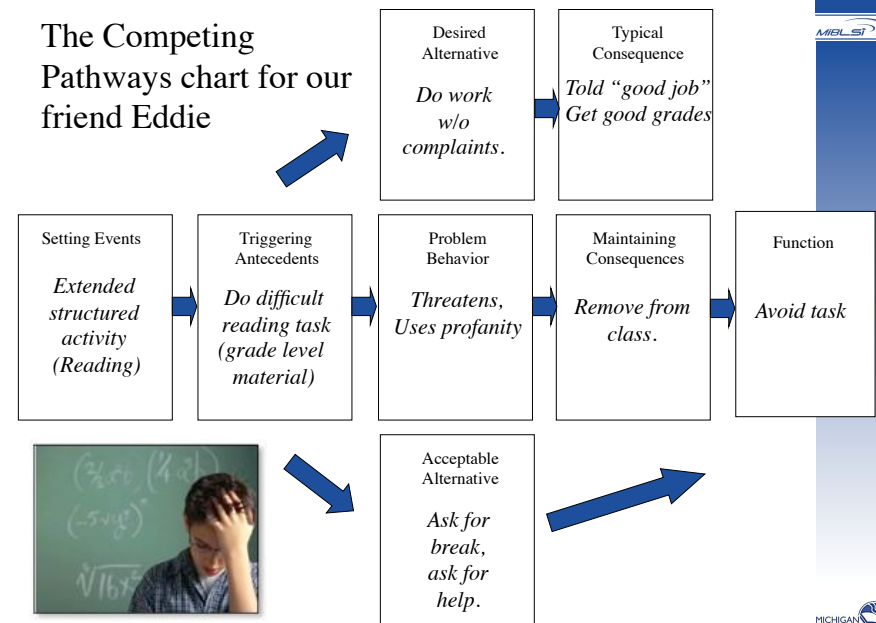 The Competing
Pathways chart for our
friend Eddie
Desired
Alternative
Do work
w/o
complaints.
Typical
Consequence
Told “good job”
Get good grades
MIBLSI
Setting Events
Extended
structured
activity
(Reading)
Triggering
Antecedents
Do difficult
reading task
(grade level
material)
Problem
Behavior
Threatens,
Uses profanity
Maintaining
Consequences
Remove from
class.
Function
Avoid task
Acceptable
Alternative
Ask for
break,
ask for
help.
MICHIGAN